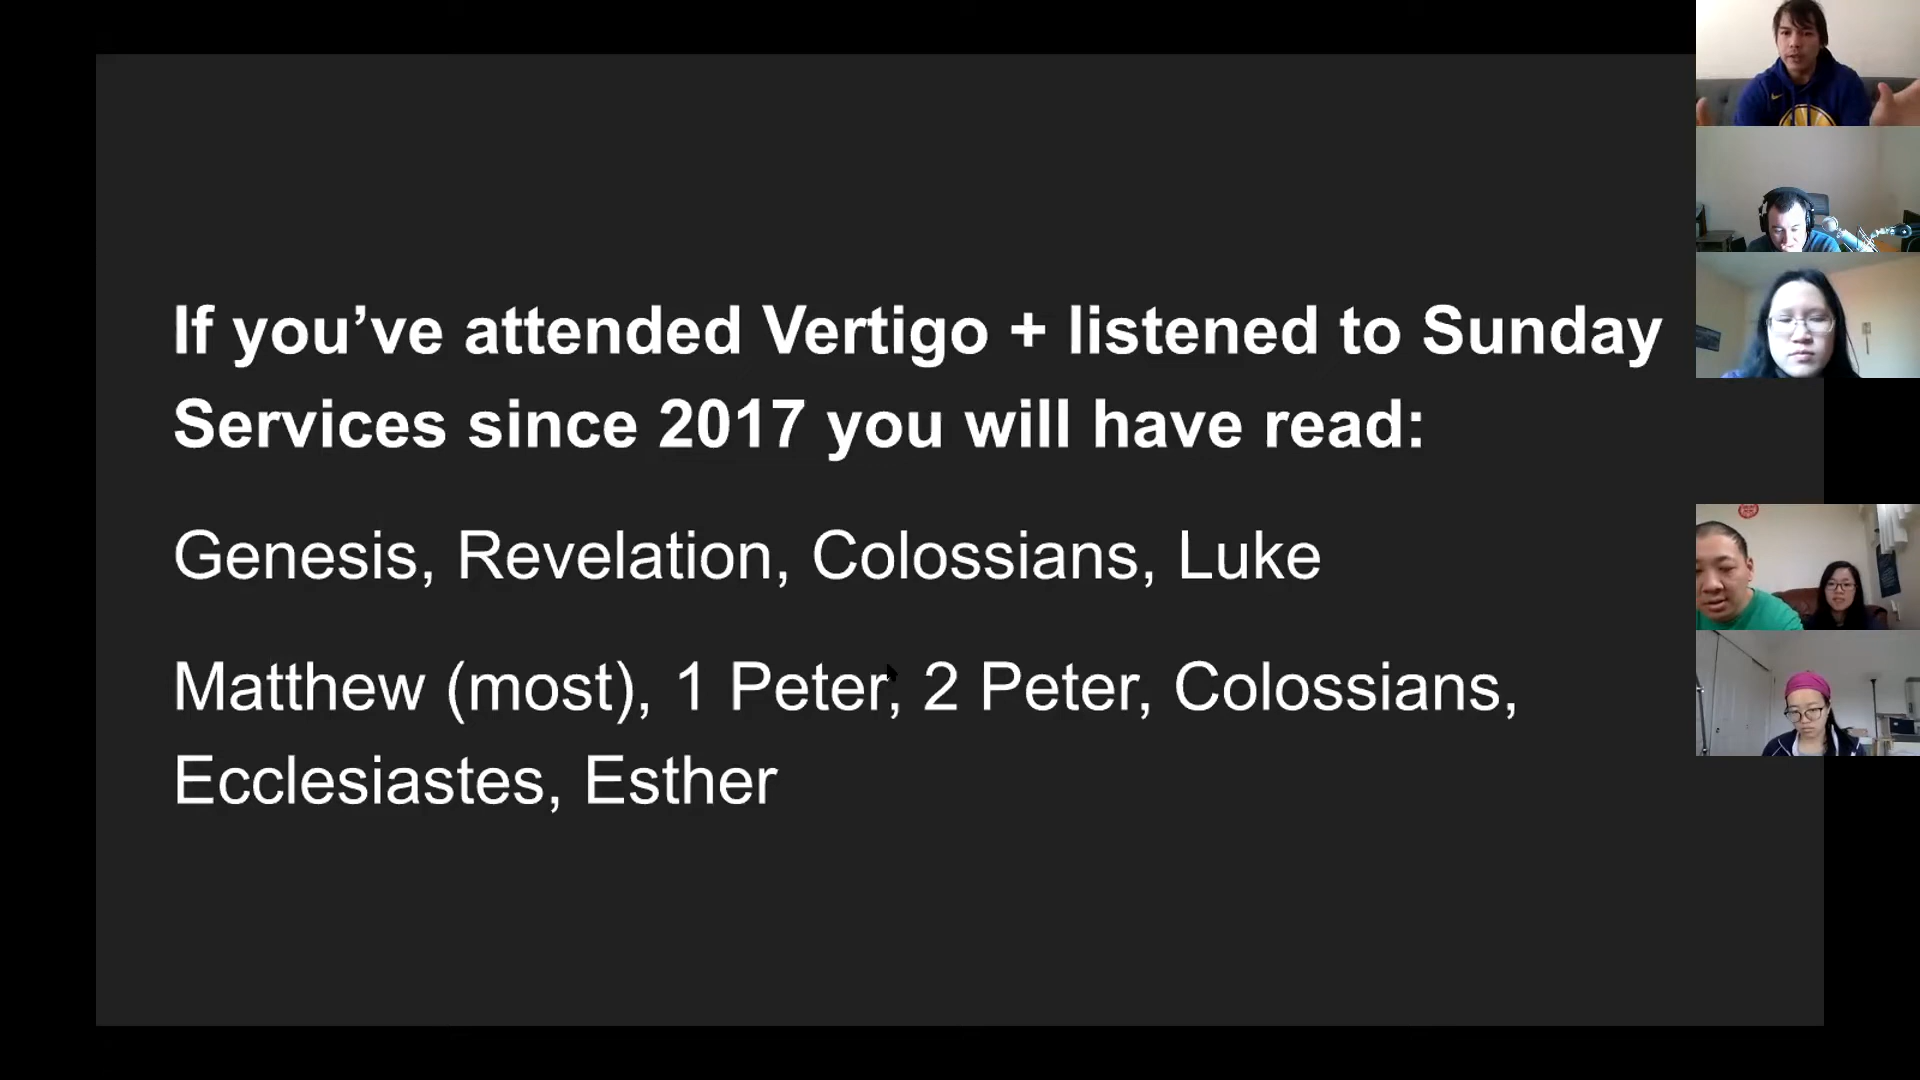 If you’ve attended Vertigo + listened to Sunday
Services since 2017 you will have read:
Genesis, Revelation, Colossians, Luke
Matthew (most), 1 Peter, 2 Peter, Colossians,
Ecclesiastes, Esther